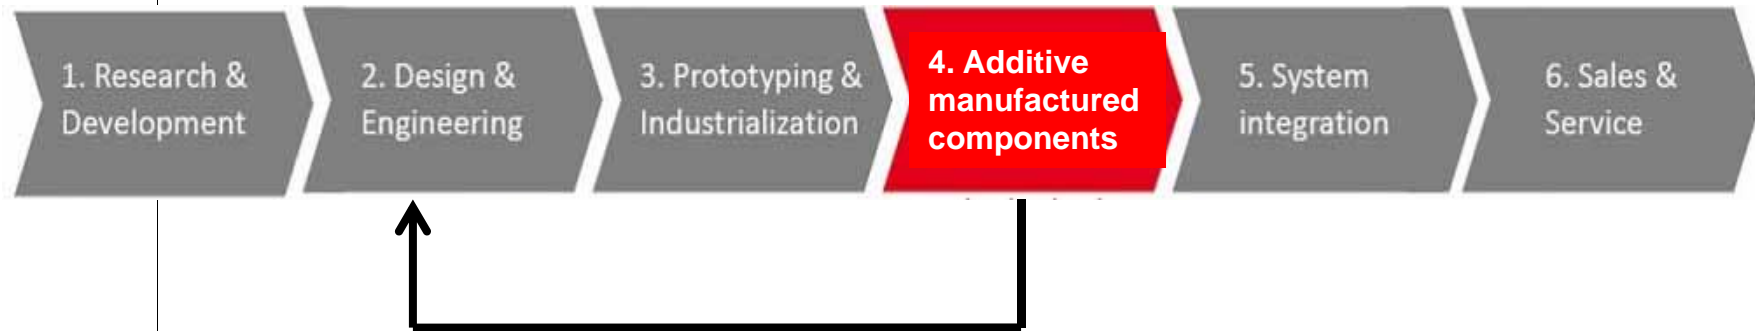 1. Research &
Development
2. Design &
Engineering
3. Prototyping &
Industrialization
4. Additive
manufactured
components
5. System
integration
6. Sales &
Service